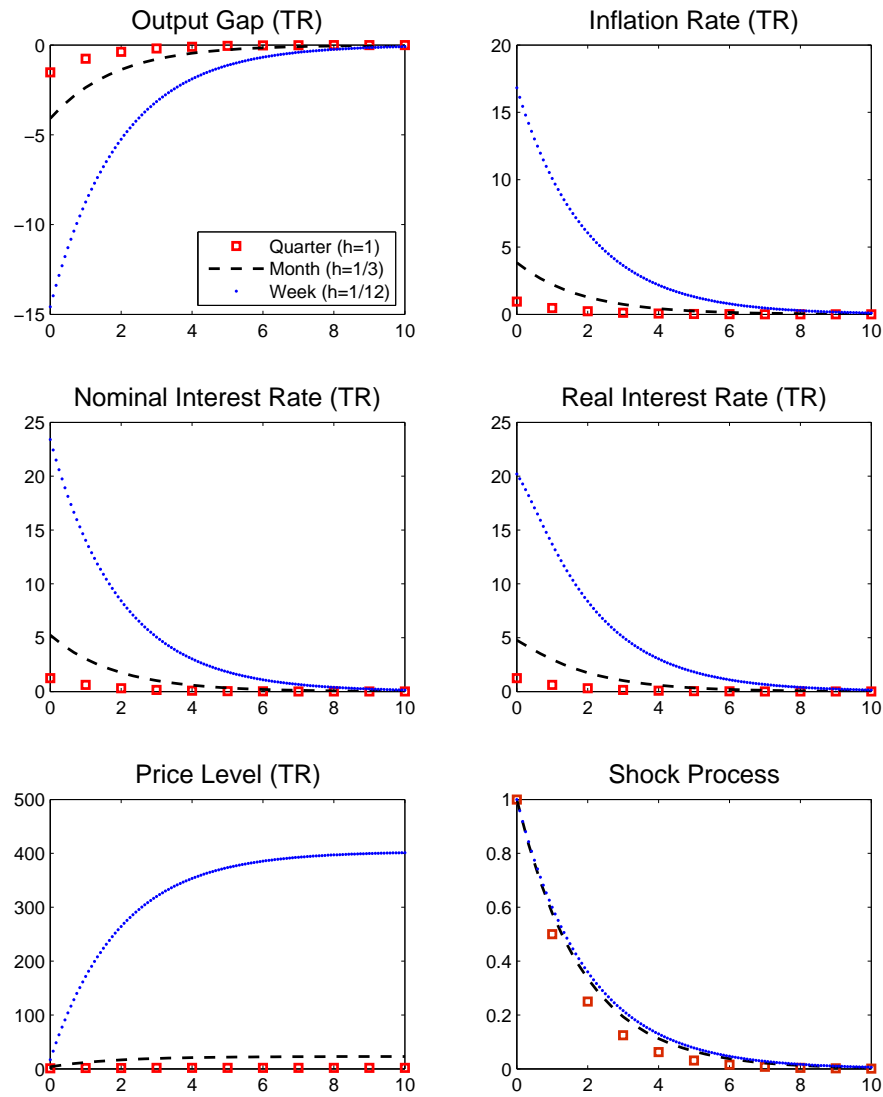 Output Gap (TR)
0
−5
−10
−15
0 2 4 6 8 10
Quarter (h=1)
Month (h=1/3)
Week (h=1/12)
Inflation Rate (TR)
20
15
10
5
0
0 2 4 6 8 10
Nominal Interest Rate (TR)
25
20
15
10
5
0
0 2 4 6 8 10
Real Interest Rate (TR)
25
20
15
10
5
0
0 2 4 6 8 10
Price Level (TR)
500
400
300
200
100
0
0 2 4 6 8 10
Shock Process
1
0.8
0.6
0.4
0.2
0
0 2 4 6 8 10